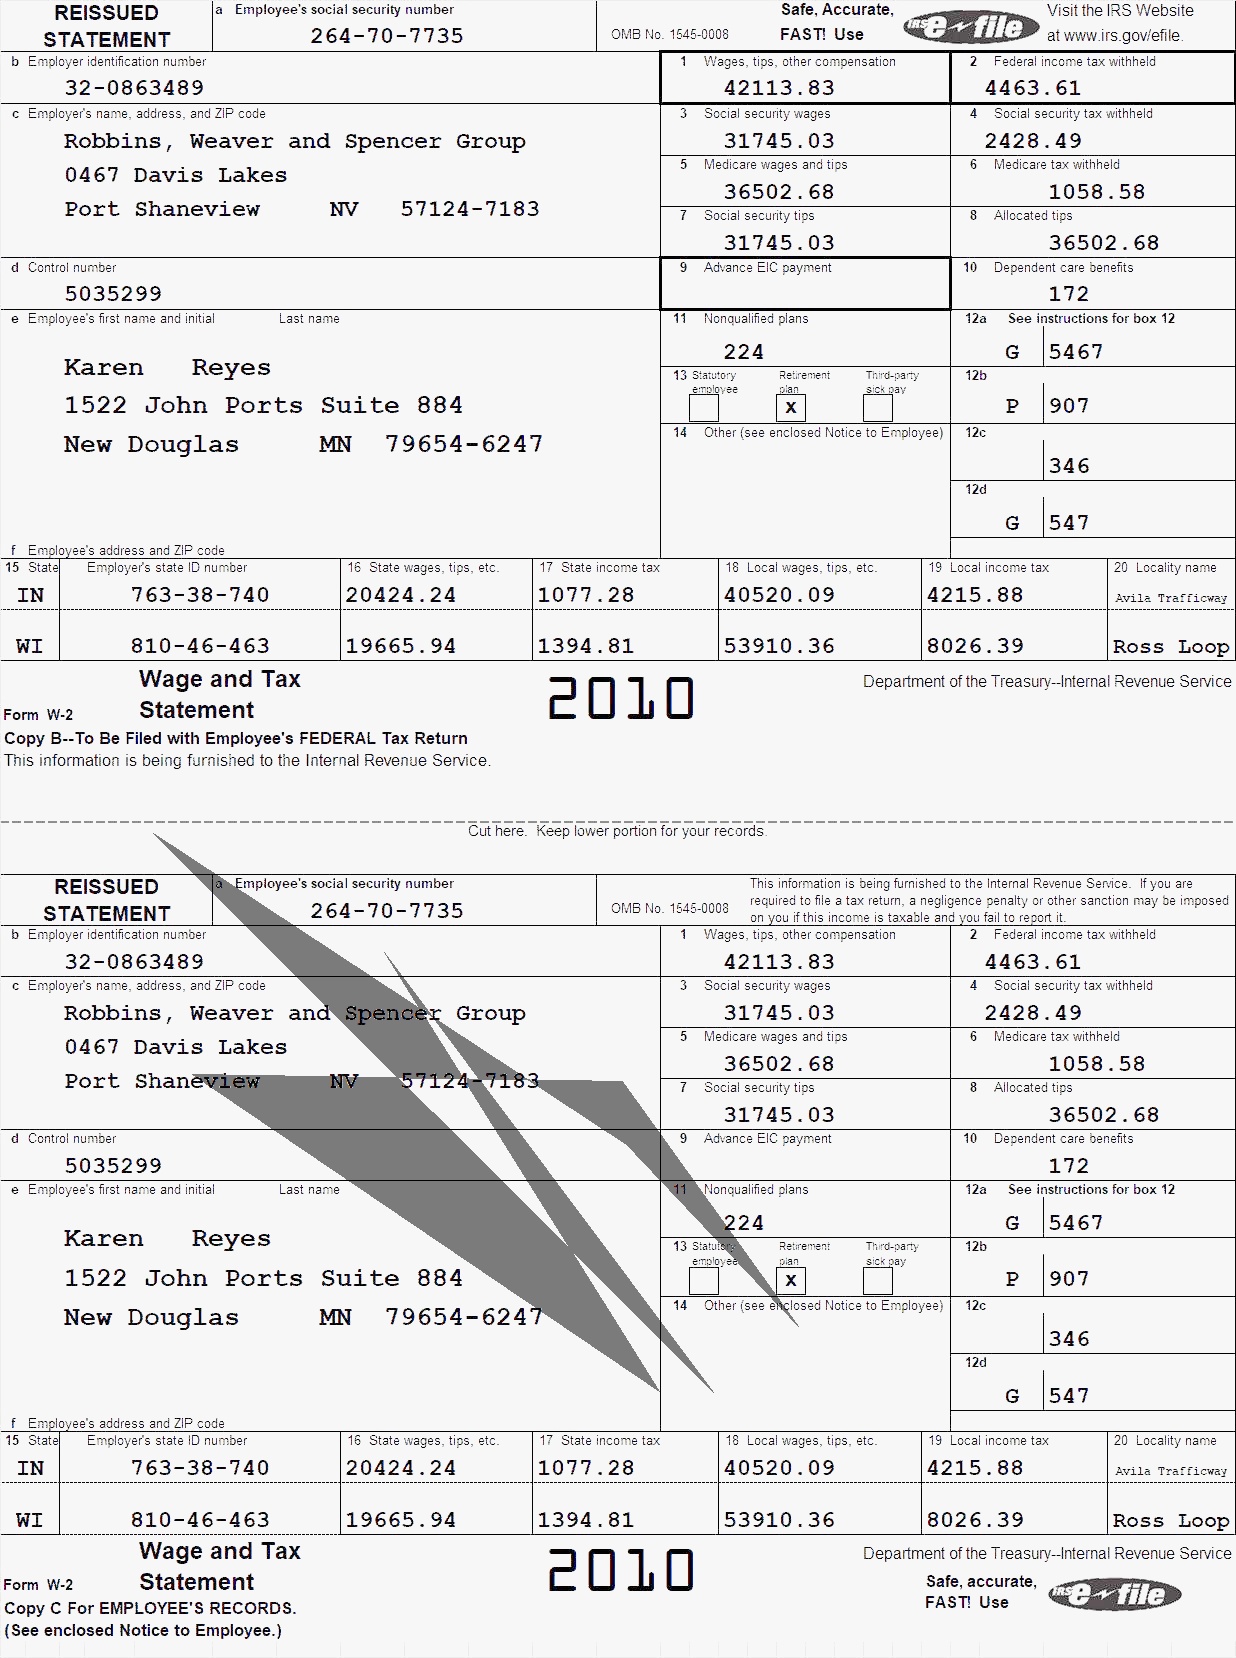 REISSUED STATEMENT
a Employee's social security number
264-70-7735
OMB No. 1545-0008
Safe, Accurate, FAST! Use
IRS e-file
Visit the IRS Website at www.irs.gov/efile.
b Employer identification number
32-0863489
1 Wages, tips, other compensation
42113.83
2 Federal income tax withheld
4463.61
c Employer's name, address, and ZIP code
Robbins, Weaver and Spencer Group
0467 Davis Lakes
Port Shaneview NV 57124-7183
3 Social security wages
31745.03
4 Social security tax withheld
2428.49
5 Medicare wages and tips
36502.68
6 Medicare tax withheld
1058.58
7 Social security tips
31745.03
8 Allocated tips
36502.68
d Control number
5035299
9 Advance EIC payment
10 Dependent care benefits
172
e Employee's first name and initial Last name
Karen Reyes
1522 John Ports Suite 884
New Douglas MN 79654-6247
11 Nonqualified plans
224
12a See instructions for box 12
G 5467
13 Statutory employee
Retirement plan
X
Third-party sick pay
12b
P 907
14 Other (see enclosed Notice to Employee)
12c
346
12d
G 547
f Employee's address and ZIP code
15 State Employer's state ID number 16 State wages, tips, etc. 17 State income tax 18 Local wages, tips, etc. 19 Local income tax 20 Locality name
IN 763-38-740 20424.24 1077.28 40520.09 4215.88 Avila Trafficway
WI 810-46-463 19665.94 1394.81 53910.36 8026.39 Ross Loop
Form W-2
Wage and Tax Statement
2010
Department of the Treasury--Internal Revenue Service
Copy B--To Be Filed with Employee's FEDERAL Tax Return
This information is being furnished to the Internal Revenue Service.
Cut here. Keep lower portion for your records.
REISSUED STATEMENT
a Employee's social security number
264-70-7735
OMB No. 1545-0008
This information is being furnished to the Internal Revenue Service. If you are
required to file a tax return, a negligence penalty or other sanction may be imposed
on you if this income is taxable and you fail to report it.
b Employer identification number
32-0863489
1 Wages, tips, other compensation
42113.83
2 Federal income tax withheld
4463.61
c Employer's name, address, and ZIP code
Robbins, Weaver and Spencer Group
0467 Davis Lakes
Port Shaneview NV 57124-7183
3 Social security wages
31745.03
4 Social security tax withheld
2428.49
5 Medicare wages and tips
36502.68
6 Medicare tax withheld
1058.58
7 Social security tips
31745.03
8 Allocated tips
36502.68
d Control number
5035299
9 Advance EIC payment
10 Dependent care benefits
172
e Employee's first name and initial Last name
Karen Reyes
1522 John Ports Suite 884
New Douglas MN 79654-6247
11 Nonqualified plans
224
12a See instructions for box 12
G 5467
13 Statutory employee
Retirement plan
X
Third-party sick pay
12b
P 907
14 Other (see enclosed Notice to Employee)
12c
346
12d
G 547
f Employee's address and ZIP code
15 State Employer's state ID number 16 State wages, tips, etc. 17 State income tax 18 Local wages, tips, etc. 19 Local income tax 20 Locality name
IN 763-38-740 20424.24 1077.28 40520.09 4215.88 Avila Trafficway
WI 810-46-463 19665.94 1394.81 53910.36 8026.39 Ross Loop
Form W-2
Wage and Tax Statement
2010
Department of the Treasury--Internal Revenue Service
Safe, accurate, FAST! Use
IRS e-file
Copy C For EMPLOYEE'S RECORDS.
(See enclosed Notice to Employee.)